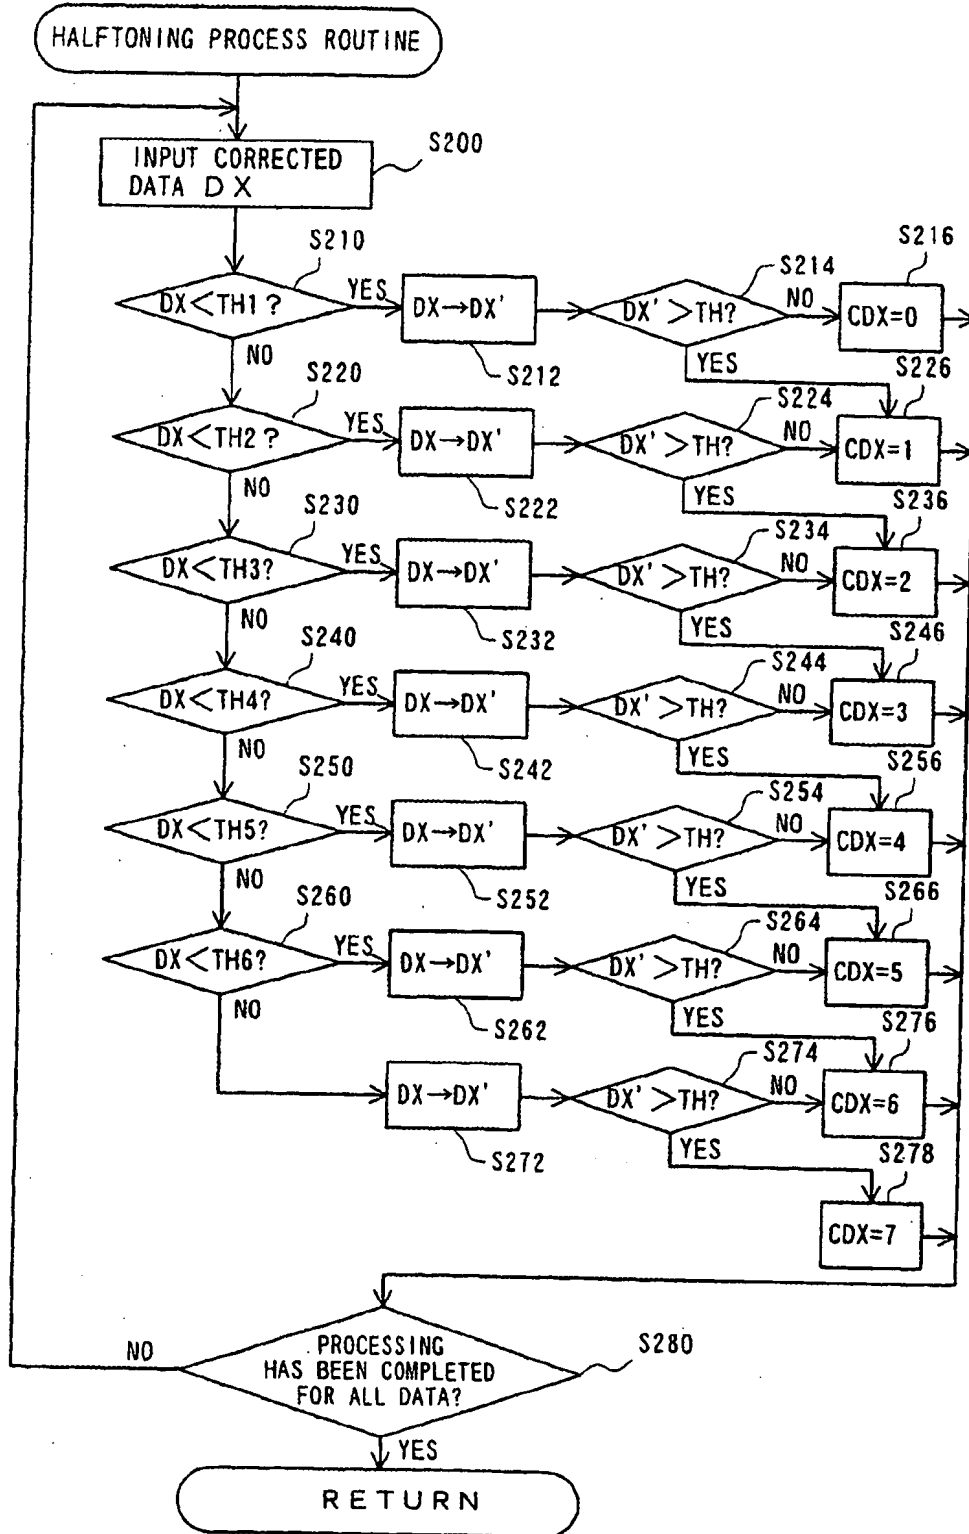 HALFTONING PROCESS ROUTINE
S200
INPUT CORRECTED
DATA DX
S210
S214
S216
DX<TH1?
YES
DX→DX'
DX'>TH?
NO
CDX=0
NO
S212
YES
S220
S224
S226
DX<TH2?
YES
DX→DX'
DX'>TH?
NO
CDX=1
NO
S222
YES
S230
S234
S236
DX<TH3?
YES
DX→DX'
DX'>TH?
NO
CDX=2
NO
S232
YES
S240
S244
S246
DX<TH4?
YES
DX→DX'
DX'>TH?
NO
CDX=3
NO
S242
YES
S250
S254
S256
DX<TH5?
YES
DX→DX'
DX'>TH?
NO
CDX=4
NO
S252
YES
S260
S264
S266
DX<TH6?
YES
DX→DX'
DX'>TH?
NO
CDX=5
NO
S262
YES
S274
S276
DX→DX'
DX'>TH?
NO
CDX=6
S272
YES
S278
CDX=7
NO
PROCESSING
HAS BEEN COMPLETED
FOR ALL DATA?
S280
YES
RETURN